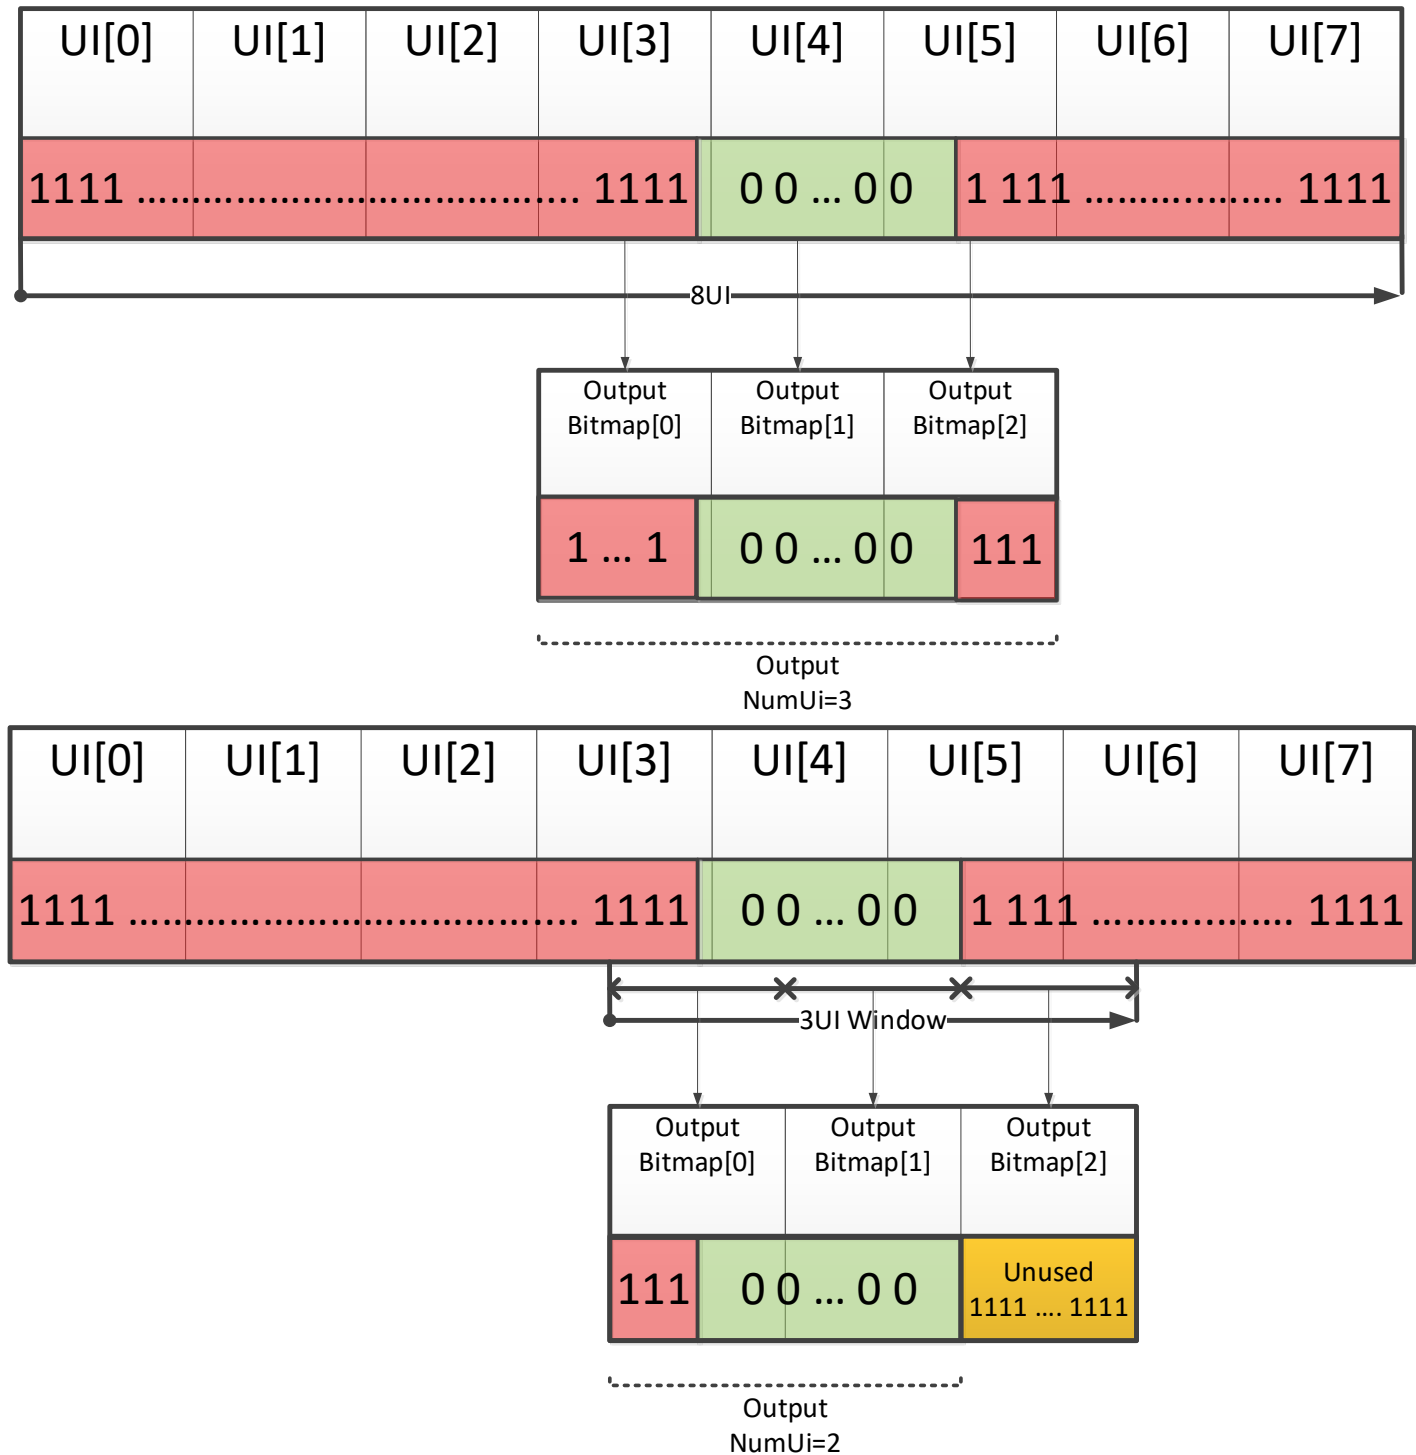 UI[0] UI[1] UI[2] UI[3] UI[4] UI[5] UI[6] UI[7]
1111 ........................................ 1111 0 0 ... 0 0 1 111 .................. 1111
8UI
Output Output Output
Bitmap[0] Bitmap[1] Bitmap[2]
1 ... 1 0 0 ... 0 0 111
Output
NumUi=3
UI[0] UI[1] UI[2] UI[3] UI[4] UI[5] UI[6] UI[7]
1111 ........................................ 1111 0 0 ... 0 0 1 111 .................. 1111
3UI Window
Output Output Output
Bitmap[0] Bitmap[1] Bitmap[2]
111 0 0 ... 0 0 Unused
1111 .... 1111
Output
NumUi=2